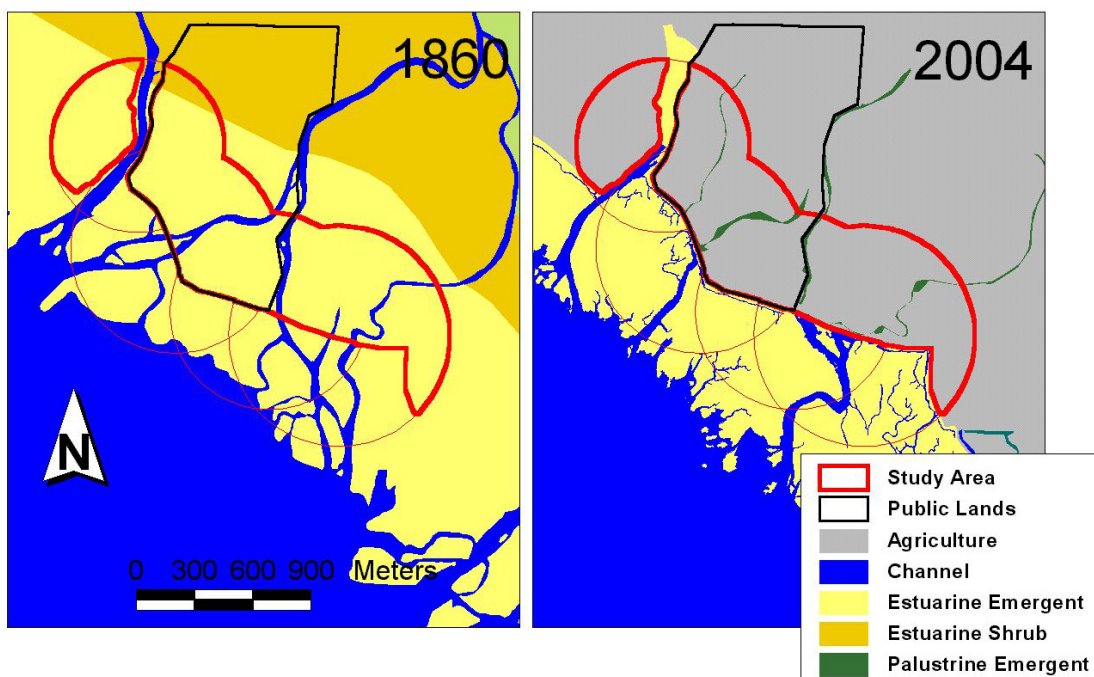 1860
2004
N
0 300 600 900 Meters
Study Area
Public Lands
Agriculture
Channel
Estuarine Emergent
Estuarine Shrub
Palustrine Emergent